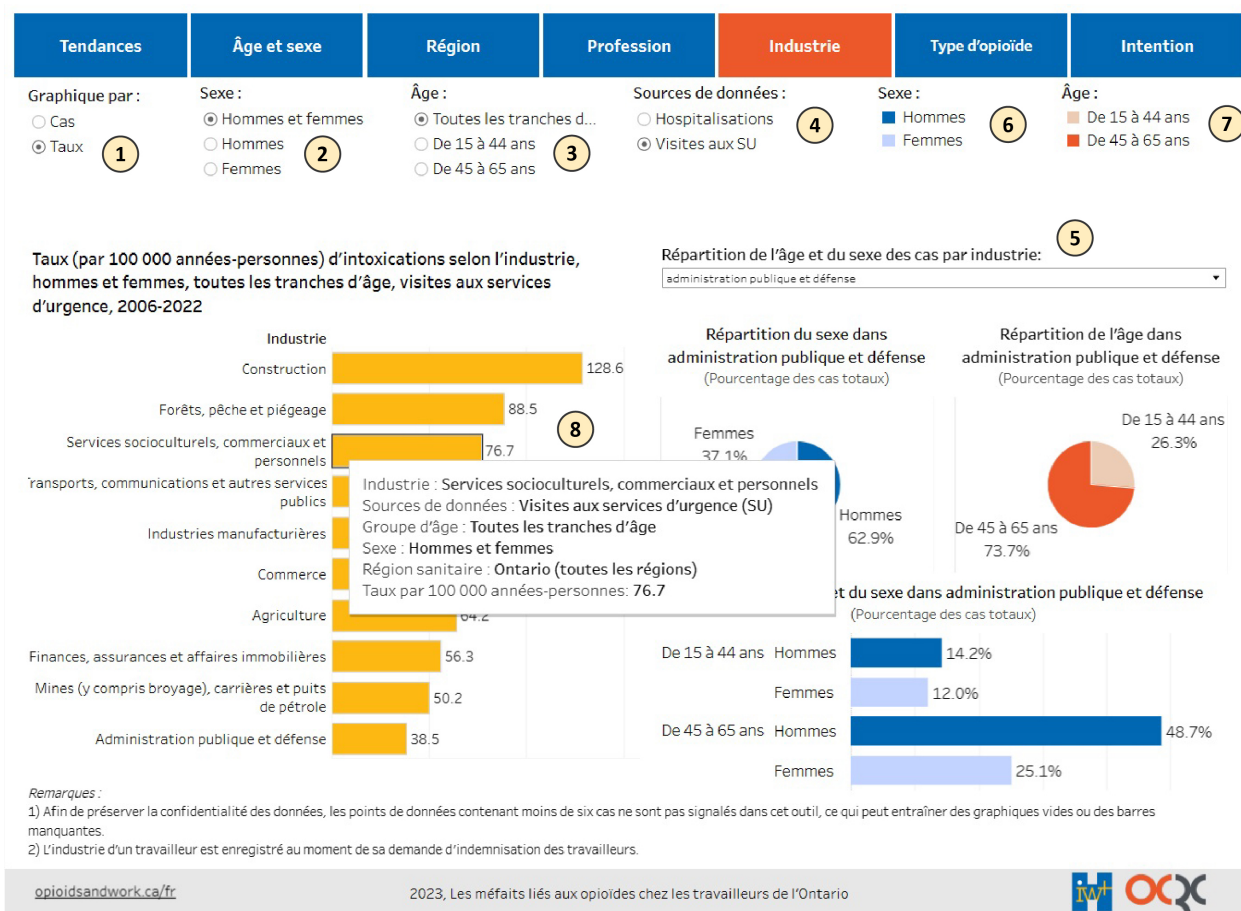 Tendances
Âge et sexe
Région
Profession
Industrie
Type d'opioïde
Intention
Graphique par :
Cas
Taux
1
Sexe :
Hommes et femmes
Hommes
Femmes
2
Âge :
Toutes les tranches d...
De 15 à 44 ans
De 45 à 65 ans
3
Sources de données :
Hospitalisations
Visites aux SU
4
Sexe :
Hommes
Femmes
6
Âge :
De 15 à 44 ans
De 45 à 65 ans
7
Taux (par 100 000 années-personnes) d'intoxications selon l'industrie,
hommes et femmes, toutes les tranches d'âge, visites aux services
d'urgence, 2006-2022
Industrie
Construction
128.6
Forêts, pêche et piégeage
88.5
Services socioculturels, commerciaux et
personnels
76.7
8
Transports, communications et autres services
publics
Industries manufacturières
Commerce
Agriculture
64.2
Finances, assurances et affaires immobilières
56.3
Mines (y compris broyage), carrières et puits
de pétrole
50.2
Administration publique et défense
38.5
Industrie : Services socioculturels, commerciaux et personnels
Sources de données : Visites aux services d'urgence (SU)
Groupe d'âge : Toutes les tranches d'âge
Sexe : Hommes et femmes
Région sanitaire : Ontario (toutes les régions)
Taux par 100 000 années-personnes: 76.7
5
Répartition de l'âge et du sexe des cas par industrie:
administration publique et défense
Répartition du sexe dans
administration publique et défense
(Pourcentage des cas totaux)
Femmes
37.1%
Hommes
62.9%
Répartition de l'âge dans
administration publique et défense
(Pourcentage des cas totaux)
De 15 à 44 ans
26.3%
De 45 à 65 ans
73.7%
et du sexe dans administration publique et défense
(Pourcentage des cas totaux)
De 15 à 44 ans Hommes
14.2%
Femmes
12.0%
De 45 à 65 ans Hommes
48.7%
Femmes
25.1%
Remarques :
1) Afin de préserver la confidentialité des données, les points de données contenant moins de six cas ne sont pas signalés dans cet outil, ce qui peut entraîner des graphiques vides ou des barres
manquantes.
2) L'industrie d'un travailleur est enregistré au moment de sa demande d'indemnisation des travailleurs.
opioidsandwork.ca/fr
2023, Les méfaits liés aux opioïdes chez les travailleurs de l'Ontario
iw+